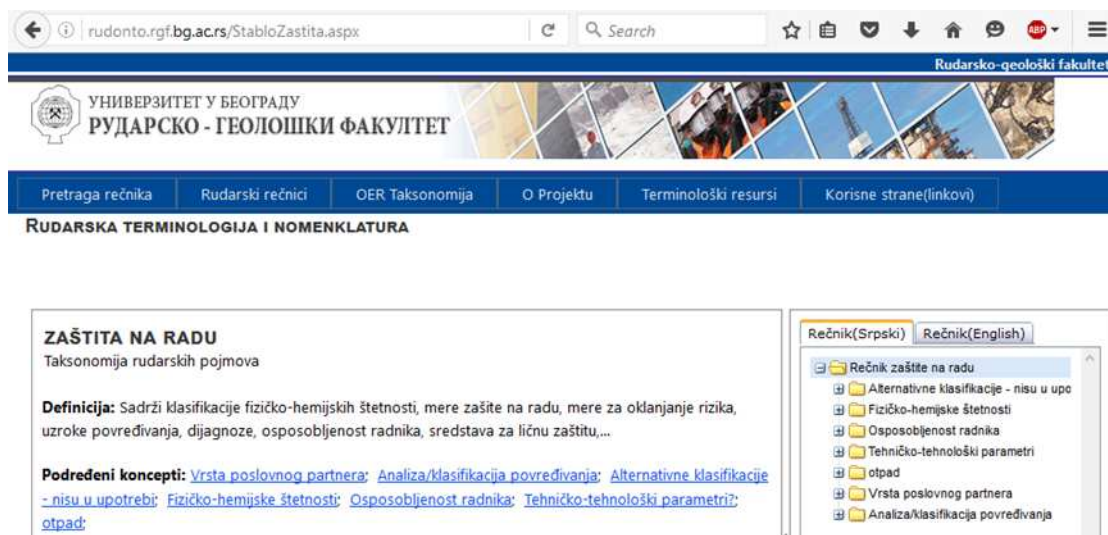 rudonto.rgf.bg.ac.rs/StabloZastita.aspx
Search
ABP
Rudarsko-geološki fakultet
УНИВЕРЗИТЕТ У БЕОГРАДУ
РУДАРСКО - ГЕОЛОШКИ ФАКУЛТЕТ
Pretraga rečnika
Rudarski rečnici
OER Taksonomija
O Projektu
Terminološki resursi
Korisne strane(linkovi)
RUDARSKA TERMINOLOGIJA I NOMENKLATURA
ZAŠTITA NA RADU
Taksonomija rudarskih pojmova
Definicija: Sadrži klasifikacije fizičko-hemijskih štetnosti, mere zašite na radu, mere za oklanjanje rizika,
uzroke povređivanja, dijagnoze, osposobljenost radnika, sredstava za ličnu zaštitu,...
Podređeni koncepti: Vrsta poslovnog partnera; Analiza/klasifikacija povređivanja; Alternativne klasifikacije
- nisu u upotrebi; Fizičko-hemijske štetnosti; Osposobljenost radnika; Tehničko-tehnološki parametri?;
otpad;
Rečnik(Srpski)
Rečnik(English)
Rečnik zaštite na radu
Alternativne klasifikacije - nisu u upo
Fizičko-hemijske štetnosti
Osposobljenost radnika
Tehničko-tehnološki parametri
otpad
Vrsta poslovnog partnera
Analiza/klasifikacija povređivanja